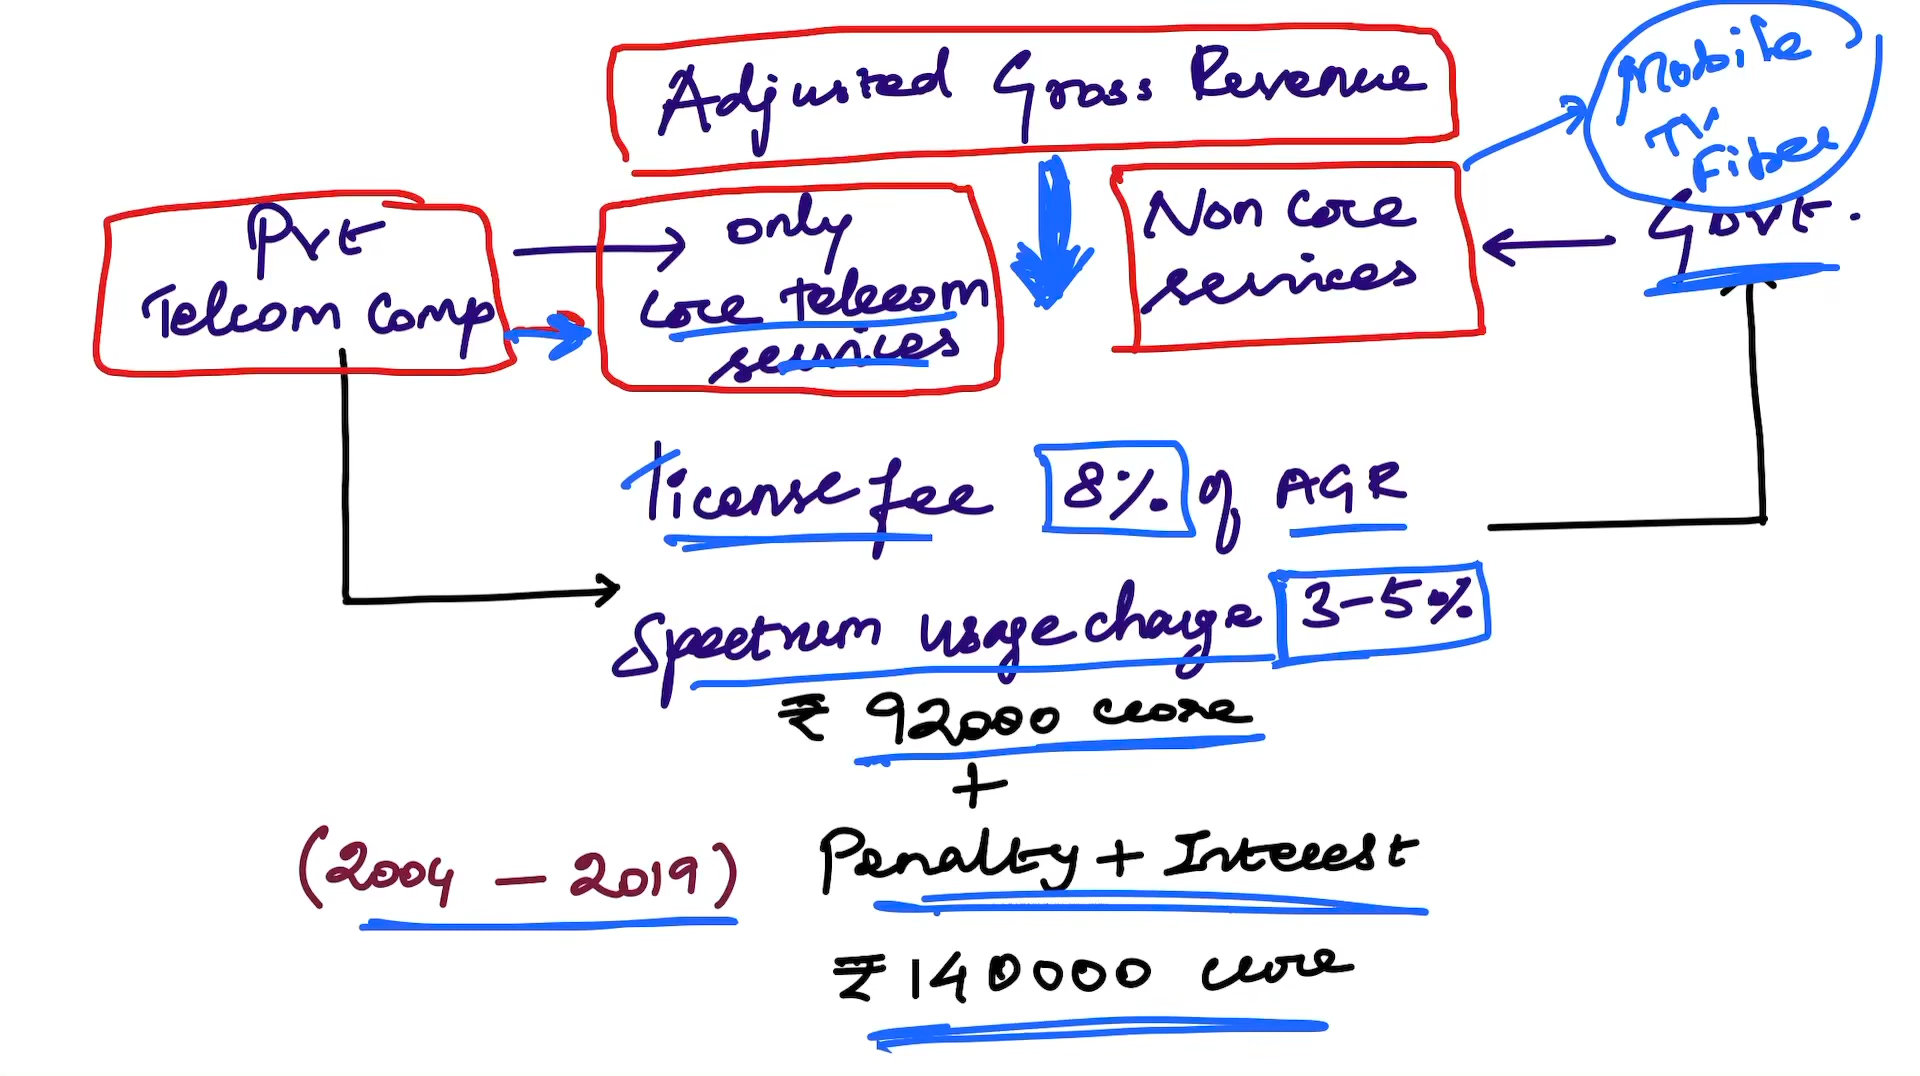 Adjusted Gross Revenue
Mobile
TV
Fiber
Pvt
Telcom Comp
only
core telecom
services
Non Core
services
Govt.
License fee 8% of AGR
Spectrum usage charge 3-5%
₹ 92000 crore
+
Penalty + Interest
(2004 - 2019)
₹ 140000 crore